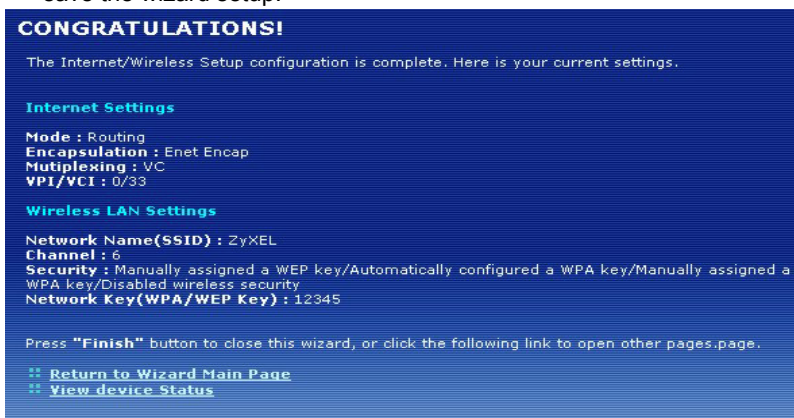 save the wizard setup.
CONGRATULATIONS!
The Internet/Wireless Setup configuration is complete. Here is your current settings.
Internet Settings
Mode : Routing
Encapsulation : Enet Encap
Mutiplexing : VC
VPI/VCI : 0/33
Wireless LAN Settings
Network Name(SSID) : ZyXEL
Channel : 6
Security : Manually assigned a WEP key/Automatically configured a WPA key/Manually assigned a
WPA key/Disabled wireless security
Network Key(WPA/WEP Key) : 12345
Press "Finish" button to close this wizard, or click the following link to open other pages.page.
Return to Wizard Main Page
View device Status